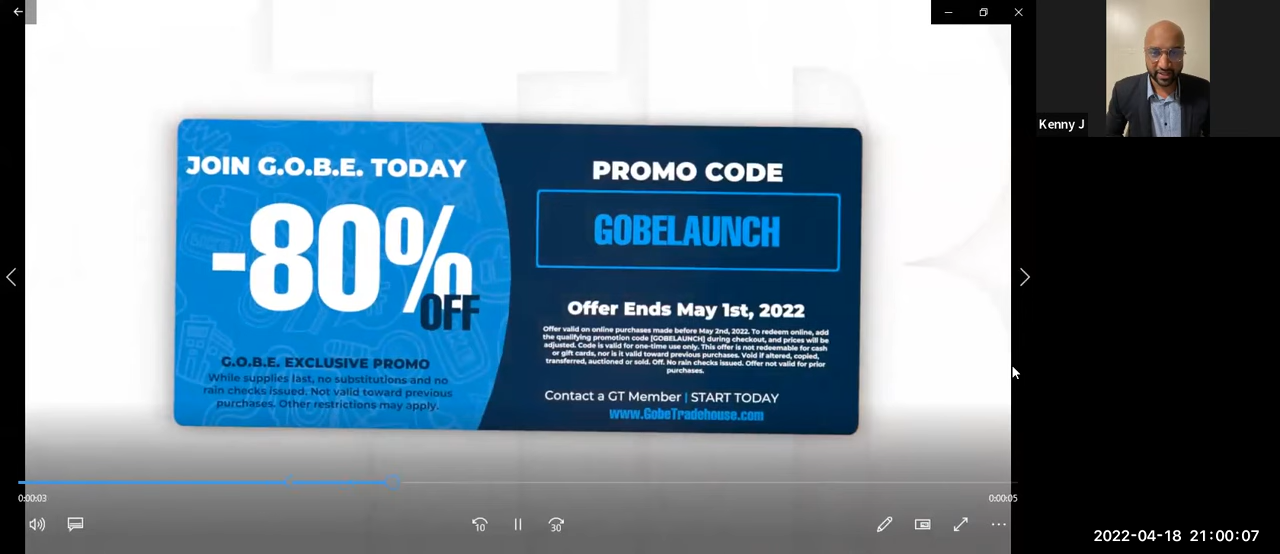 JOIN G.O.B.E. TODAY
-80%
OFF
G.O.B.E. EXCLUSIVE PROMO
While supplies last, no substitutions and no
rain checks issued. Not valid toward previous
purchases. Other restrictions may apply.
PROMO CODE
GOBELAUNCH
Offer Ends May 1st, 2022
Offer valid on online purchases made before May 2nd, 2022. To redeem online, add
the qualifying promotion code [GOBELAUNCH] during checkout, and prices will be
adjusted. Code is valid for one-time use only. This offer is not redeemable for cash
or gift cards, nor is it valid toward previous purchases. Void if altered, copied,
transferred, auctioned or sold. Off. No rain checks issued. Offer not valid for prior
purchases.
Contact a GT Member | START TODAY
www.GobeTradehouse.com
Kenny J
0:00:03
0:00:05
10
30
2022-04-18 21:00:07